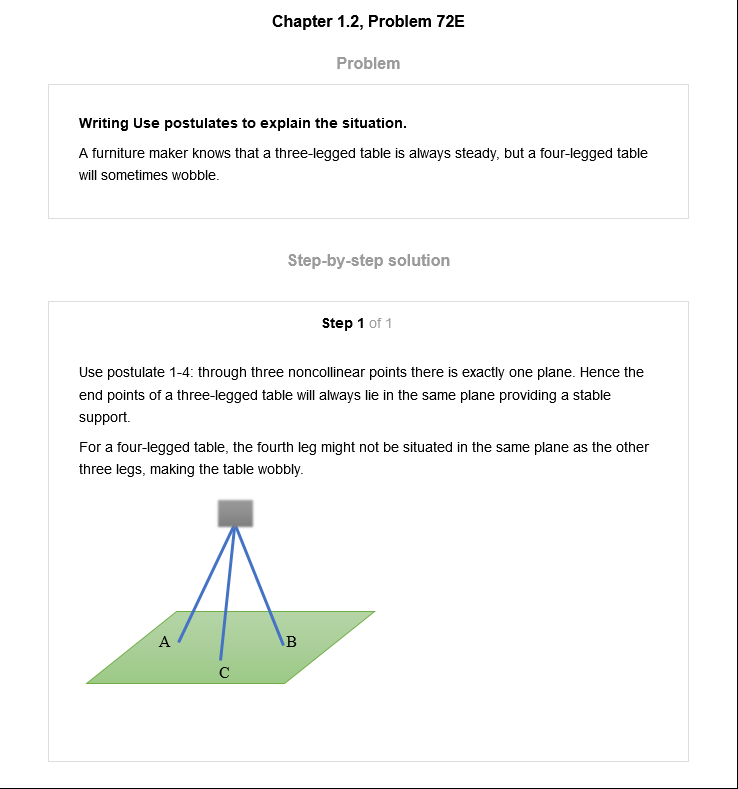 Chapter 1.2, Problem 72E
Problem
Writing Use postulates to explain the situation.
A furniture maker knows that a three-legged table is always steady, but a four-legged table
will sometimes wobble.
Step-by-step solution
Step 1 of 1
Use postulate 1-4: through three noncollinear points there is exactly one plane. Hence the
end points of a three-legged table will always lie in the same plane providing a stable
support.
For a four-legged table, the fourth leg might not be situated in the same plane as the other
three legs, making the table wobbly.
A
B
C